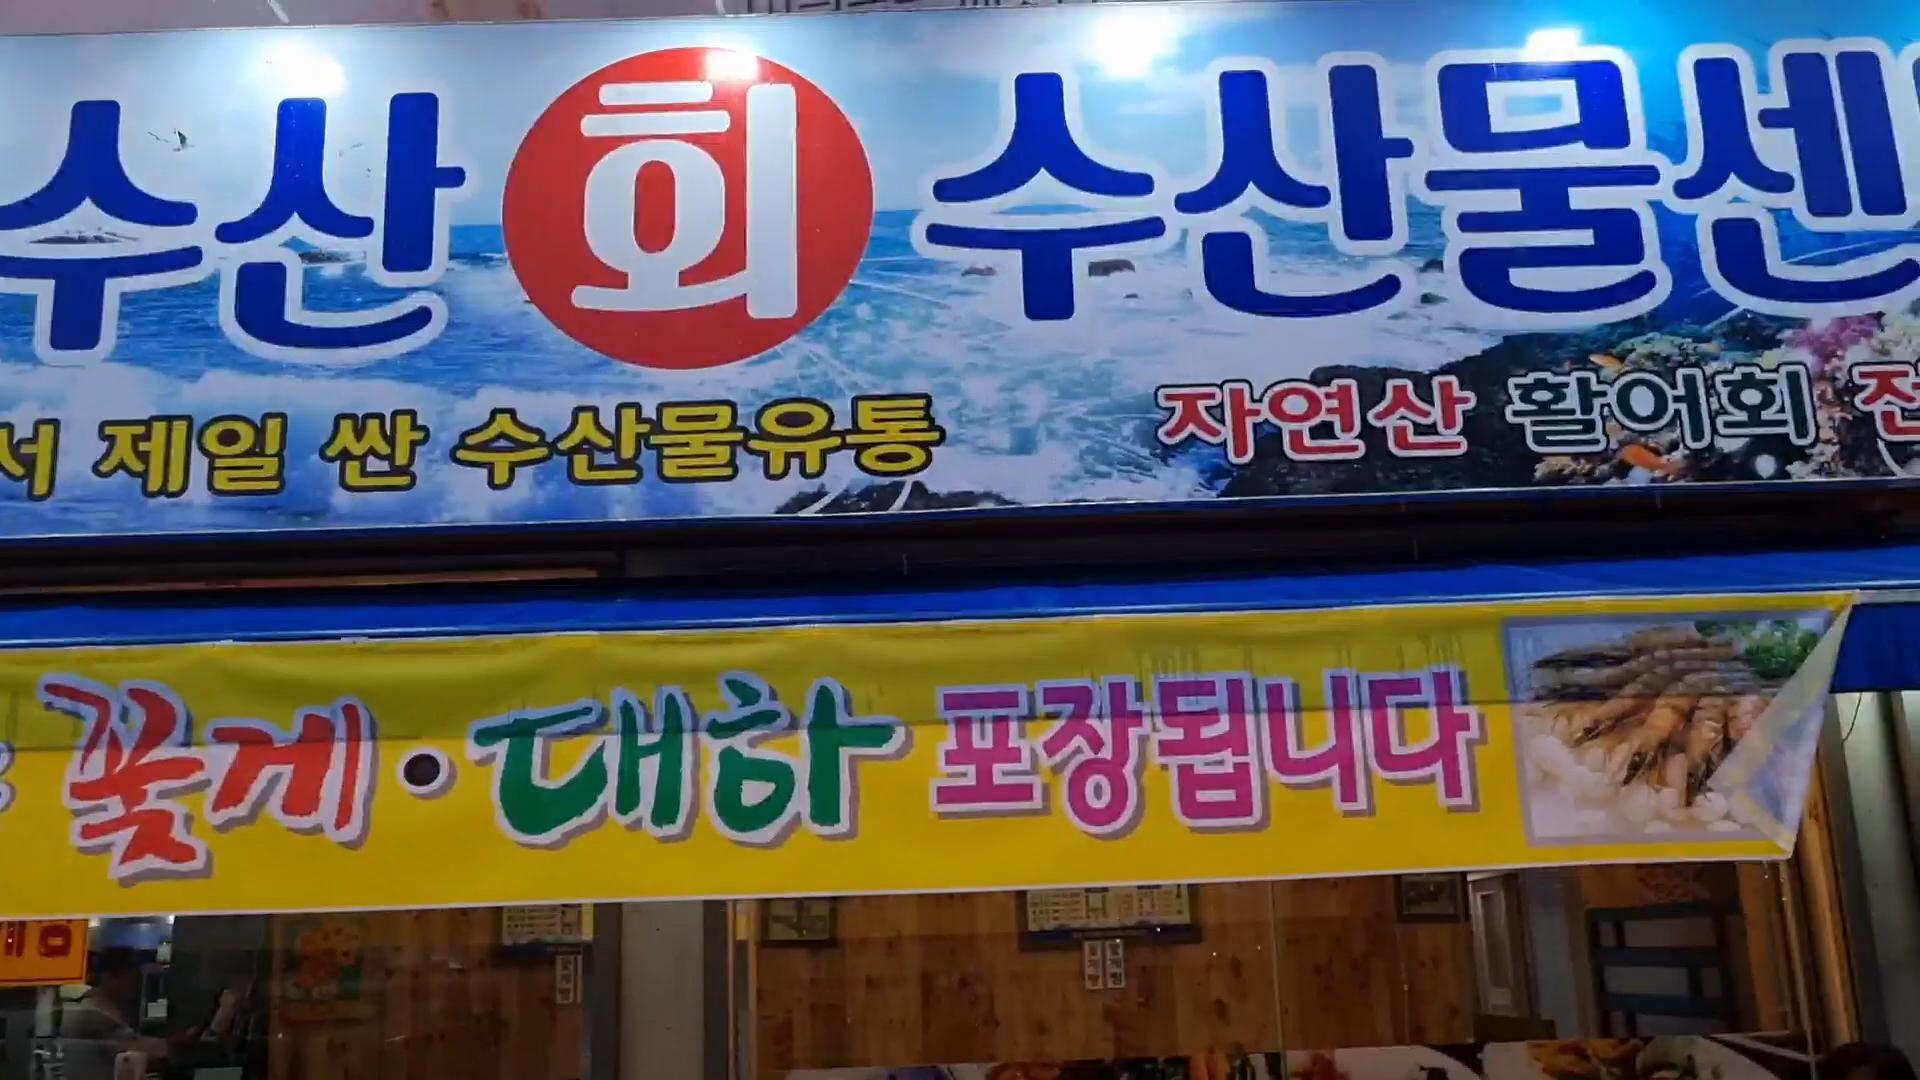 수산 회 수산물센
서 제일 싼 수산물유통 자연산 활어회 전
꽃게·대하 포장됩니다